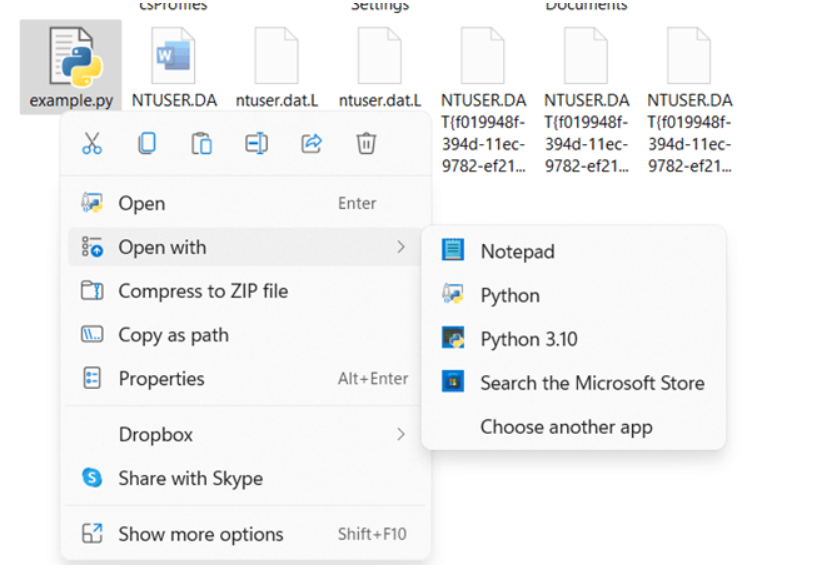 csProfiles
Settings
Documents
example.py
NTUSER.DA
ntuser.dat.L
ntuser.dat.L
NTUSER.DA
T{f019948f-
394d-11ec-
9782-ef21...
NTUSER.DA
T{f019948f-
394d-11ec-
9782-ef21...
NTUSER.DA
T{f019948f-
394d-11ec-
9782-ef21...
Open Enter
Open with
Compress to ZIP file
Copy as path
Properties Alt+Enter
Dropbox
Share with Skype
Show more options Shift+F10
Notepad
Python
Python 3.10
Search the Microsoft Store
Choose another app